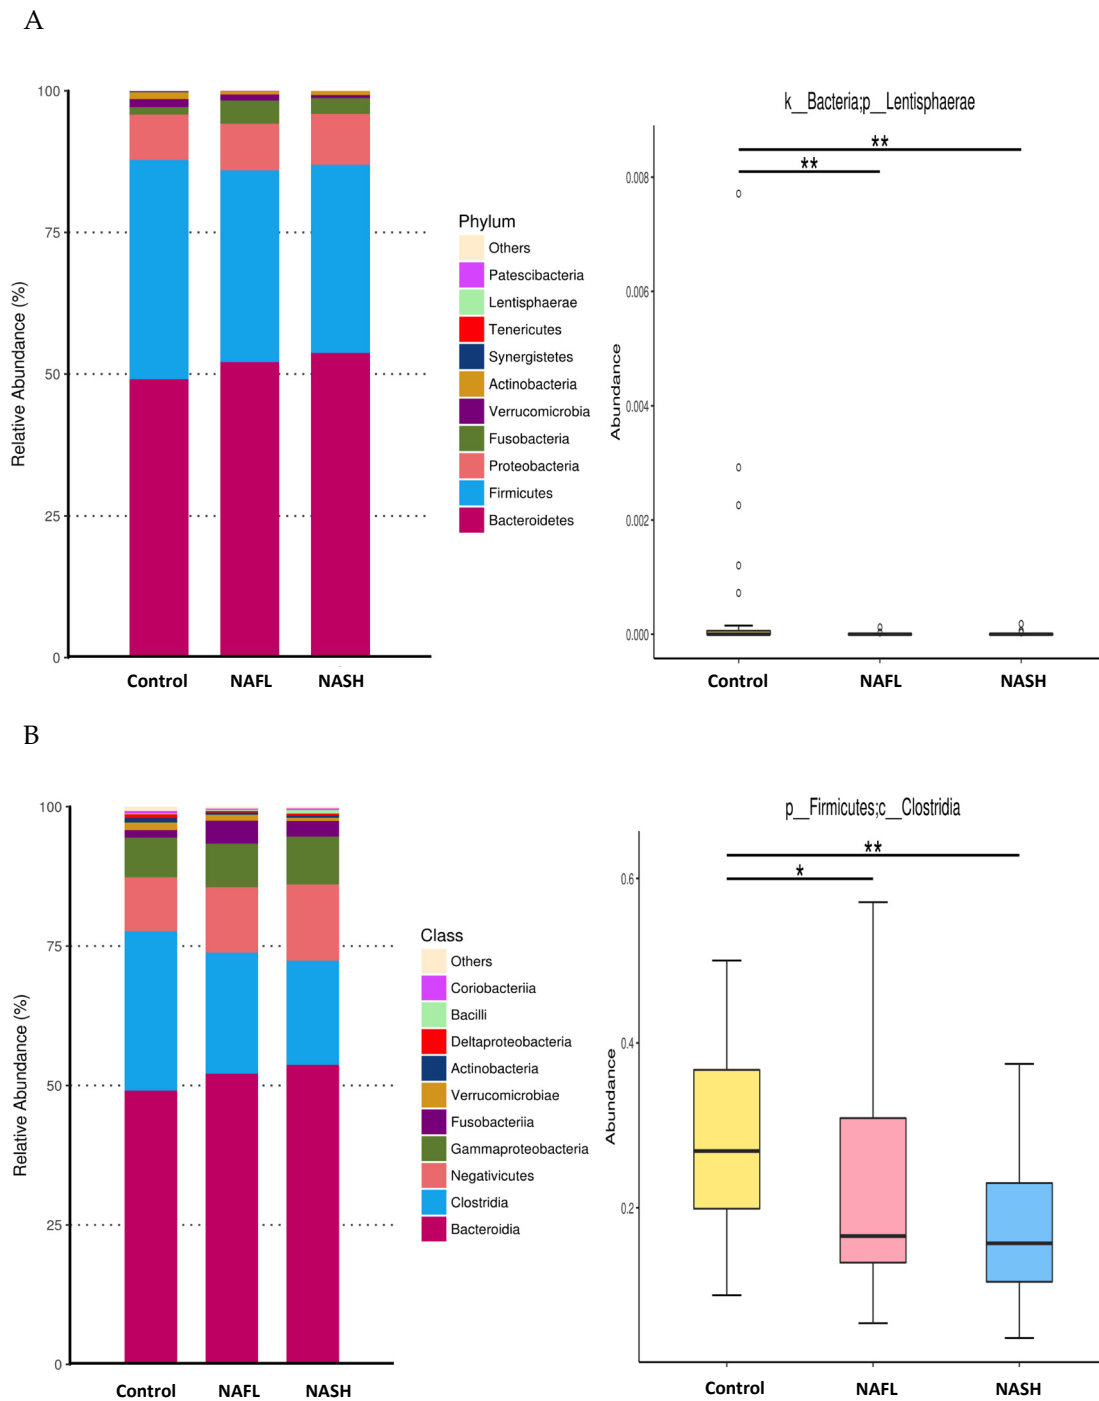 A
100
75
50
25
0
Relative Abundance (%)
Control
NAFL
NASH
Phylum
Others
Patescibacteria
Lentisphaerae
Tenericutes
Synergistetes
Actinobacteria
Verrucomicrobia
Fusobacteria
Proteobacteria
Firmicutes
Bacteroidetes
k__Bacteria;p__Lentisphaerae
**
**
0.008
0.006
0.004
0.002
0.000
Abundance
Control
NAFL
NASH
B
100
75
50
25
0
Relative Abundance (%)
Control
NAFL
NASH
Class
Others
Coriobacteriia
Bacilli
Deltaproteobacteria
Actinobacteria
Verrucomicrobiae
Fusobacteriia
Gammaproteobacteria
Negativicutes
Clostridia
Bacteroidia
p__Firmicutes;c__Clostridia
**
*
0.6
0.4
0.2
Abundance
Control
NAFL
NASH